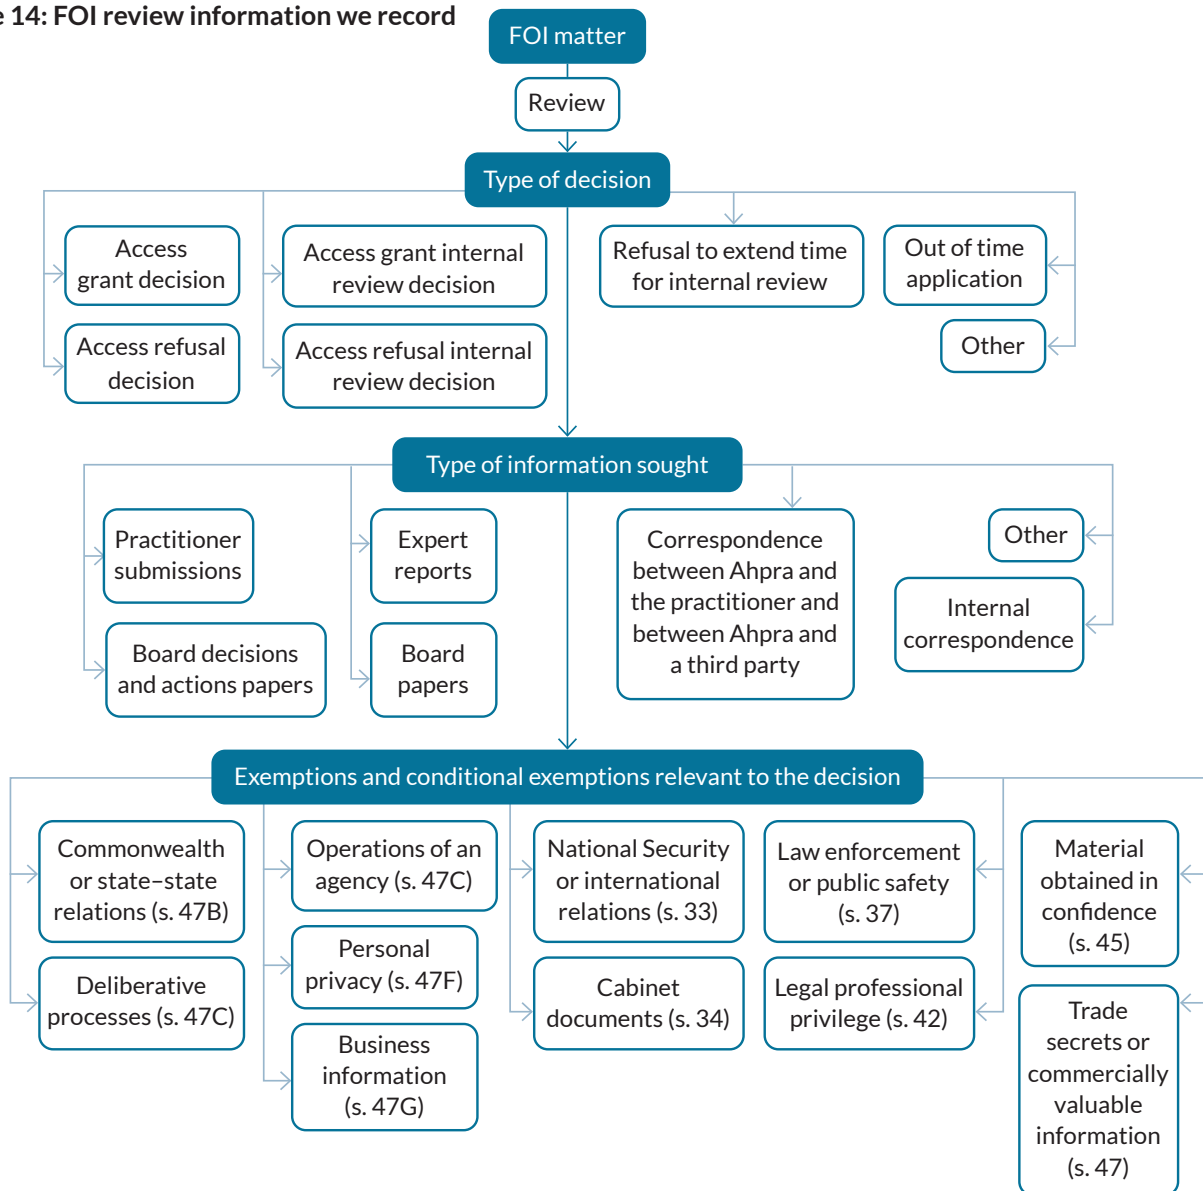 e 14: FOI review information we record
FOI matter
Review
Type of decision
Access
grant decision
Access refusal
decision
Access grant internal
review decision
Access refusal internal
review decision
Refusal to extend time
for internal review
Out of time
application
Other
Type of information sought
Practitioner
submissions
Board decisions
and actions papers
Expert
reports
Board
papers
Correspondence
between Ahpra and
the practitioner and
between Ahpra and
a third party
Other
Internal
correspondence
Exemptions and conditional exemptions relevant to the decision
Commonwealth
or state–state
relations (s. 47B)
Deliberative
processes (s. 47C)
Operations of an
agency (s. 47C)
Personal
privacy (s. 47F)
Business
information
(s. 47G)
National Security
or international
relations (s. 33)
Cabinet
documents (s. 34)
Law enforcement
or public safety
(s. 37)
Legal professional
privilege (s. 42)
Material
obtained in
confidence
(s. 45)
Trade
secrets or
commercially
valuable
information
(s. 47)